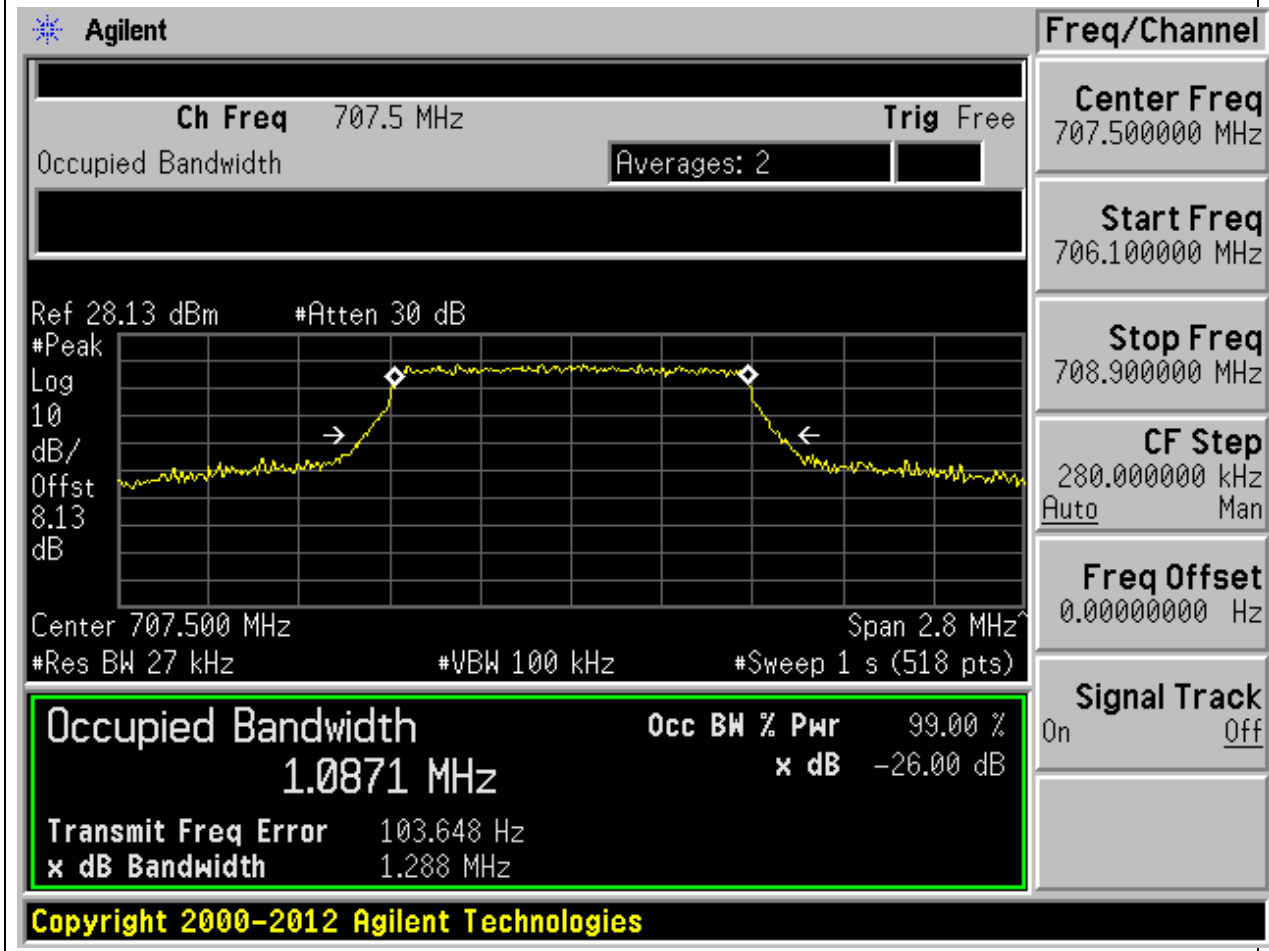 Agilent
Freq/Channel
Ch Freq 707.5 MHz Trig Free
Occupied Bandwidth Averages: 2
Center Freq
707.500000 MHz
Start Freq
706.100000 MHz
Stop Freq
708.900000 MHz
CF Step
280.000000 kHz
Auto Man
Freq Offset
0.00000000 Hz
Signal Track
On Off
Ref 28.13 dBm #Atten 30 dB
#Peak
Log
10
dB/
Offst
8.13
dB
Center 707.500 MHz Span 2.8 MHz^
#Res BW 27 kHz #VBW 100 kHz #Sweep 1 s (518 pts)
Occupied Bandwidth
1.0871 MHz
Occ BW % Pwr 99.00 %
x dB -26.00 dB
Transmit Freq Error 103.648 Hz
x dB Bandwidth 1.288 MHz
Copyright 2000-2012 Agilent Technologies